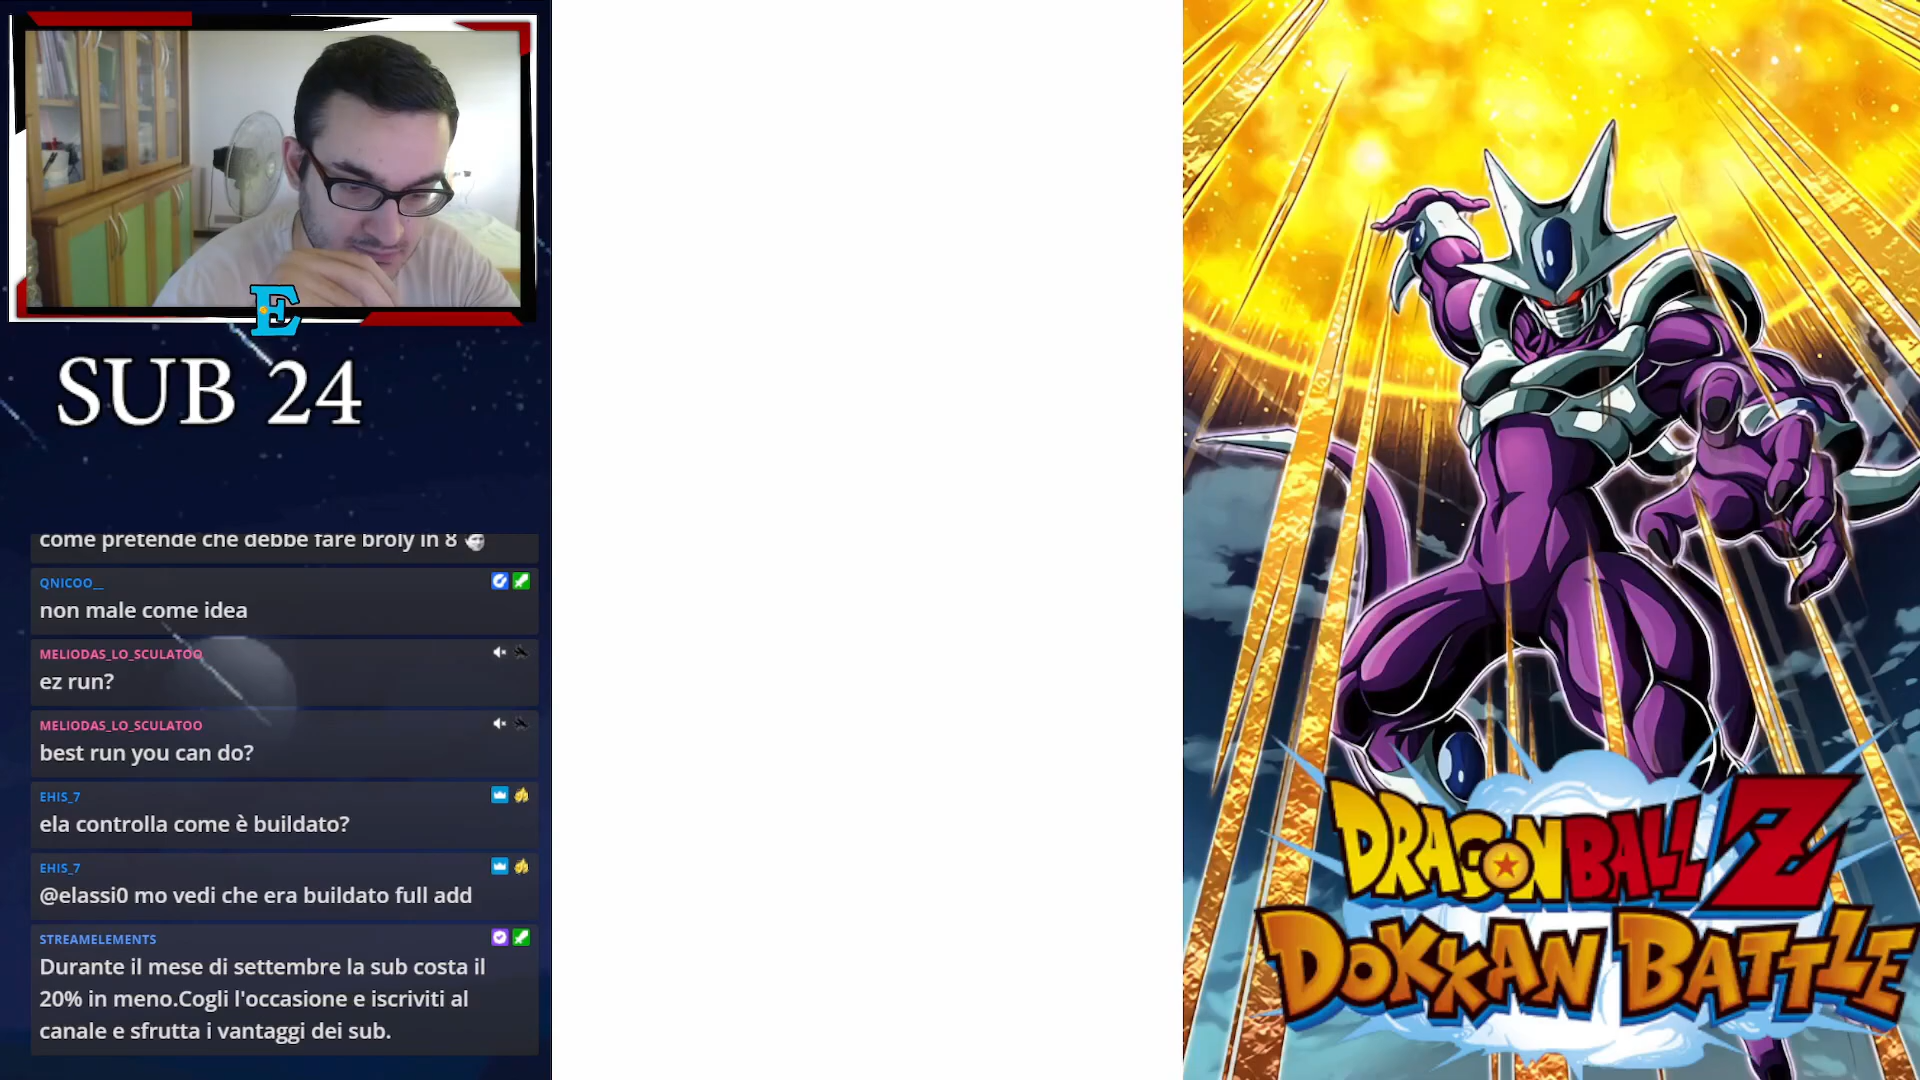 E
SUB 24
come pretende che debbe fare broly in 8
QNICOO__
non male come idea
MELIODAS_LO_SCULATOO
ez run?
MELIODAS_LO_SCULATOO
best run you can do?
EHIS_7
ela controlla come è buildato?
EHIS_7
@elassi0 mo vedi che era buildato full add
STREAMELEMENTS
Durante il mese di settembre la sub costa il
20% in meno.Cogli l'occasione e iscriviti al
canale e sfrutta i vantaggi dei sub.
DRAGON BALL Z
DOKKAN BATTLE